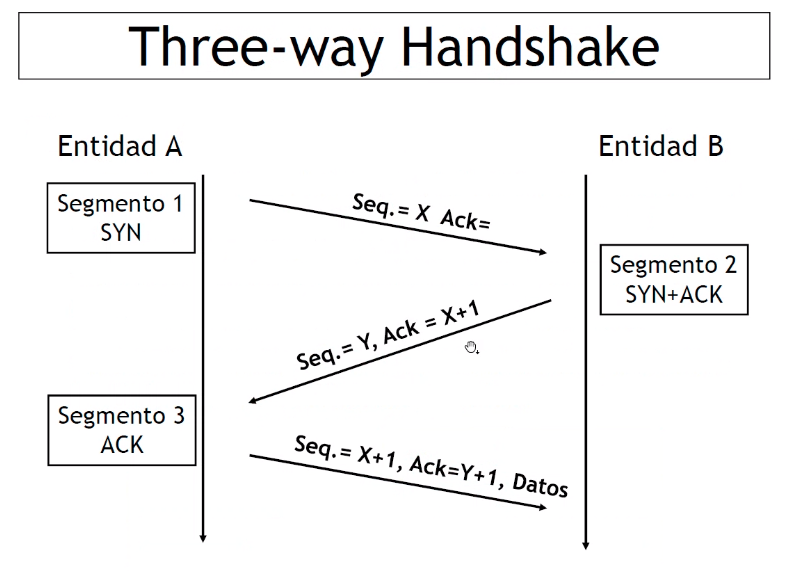 Three-way Handshake
Entidad A
Entidad B
Segmento 1
SYN
Seq.= X Ack=
Segmento 2
SYN+ACK
Seq.= Y, Ack = X+1
Segmento 3
ACK
Seq.= X+1, Ack=Y+1, Datos